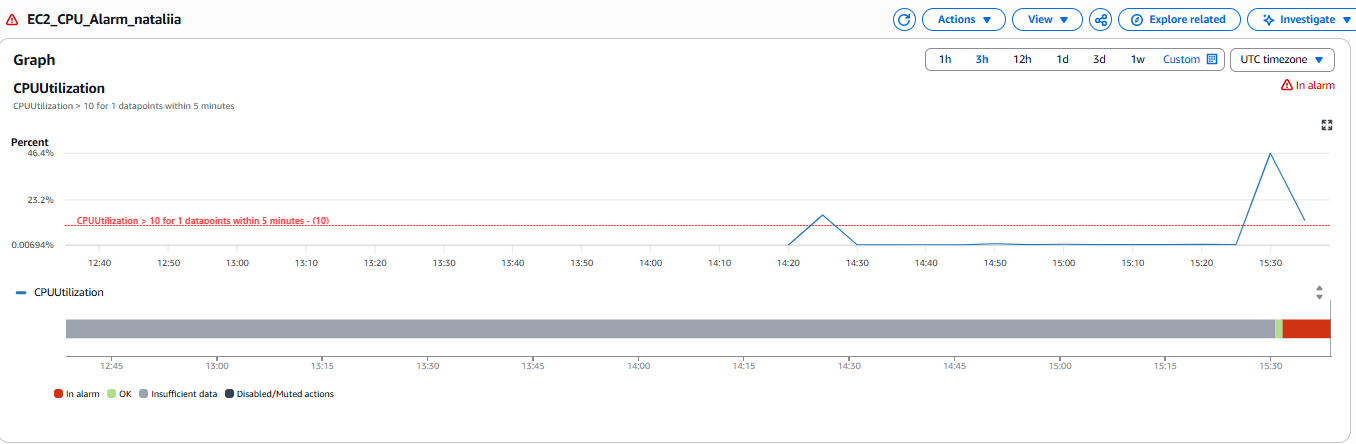 EC2_CPU_Alarm_nataliia Actions View Explore related Investigate
Graph 1h 3h 12h 1d 3d 1w Custom UTC timezone
CPUUtilization In alarm
CPUUtilization > 10 for 1 datapoints within 5 minutes
Percent
46.4%
23.2%
CPUUtilization > 10 for 1 datapoints within 5 minutes - (10)
0.00694%
12:40 12:50 13:00 13:10 13:20 13:30 13:40 13:50 14:00 14:10 14:20 14:30 14:40 14:50 15:00 15:10 15:20 15:30
CPUUtilization
12:45 13:00 13:15 13:30 13:45 14:00 14:15 14:30 14:45 15:00 15:15 15:30
In alarm OK Insufficient data Disabled/Muted actions